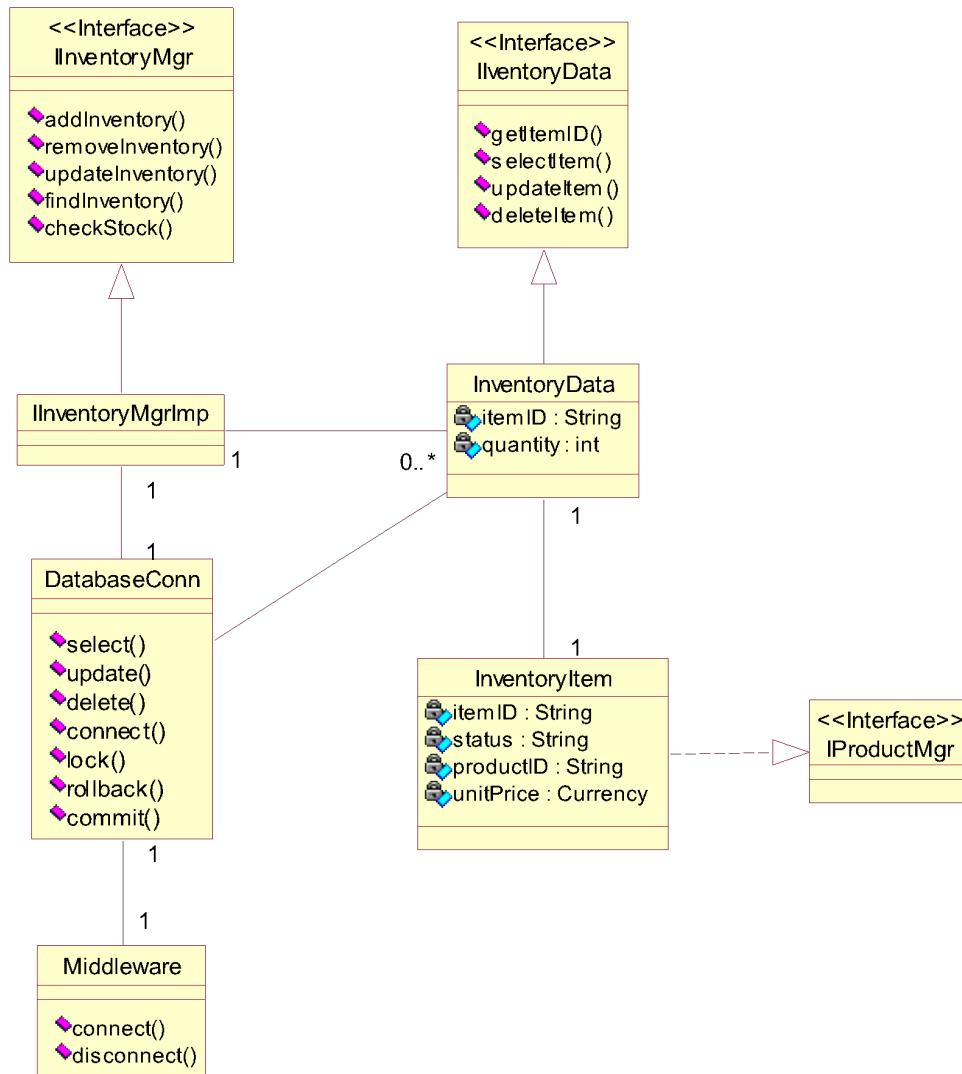 <<Interface>>
IInventoryMgr
addInventory()
removeInventory()
updateInventory()
findInventory()
checkStock()
<<Interface>>
IIventoryData
getItemID()
selectItem()
updateItem()
deleteItem()
IInventoryMgrImp
InventoryData
itemID : String
quantity : int
1
0..*
1
1
1
DatabaseConn
select()
update()
delete()
connect()
lock()
rollback()
commit()
1
InventoryItem
itemID : String
status : String
productID : String
unitPrice : Currency
<<Interface>>
IProductMgr
1
1
Middleware
connect()
disconnect()